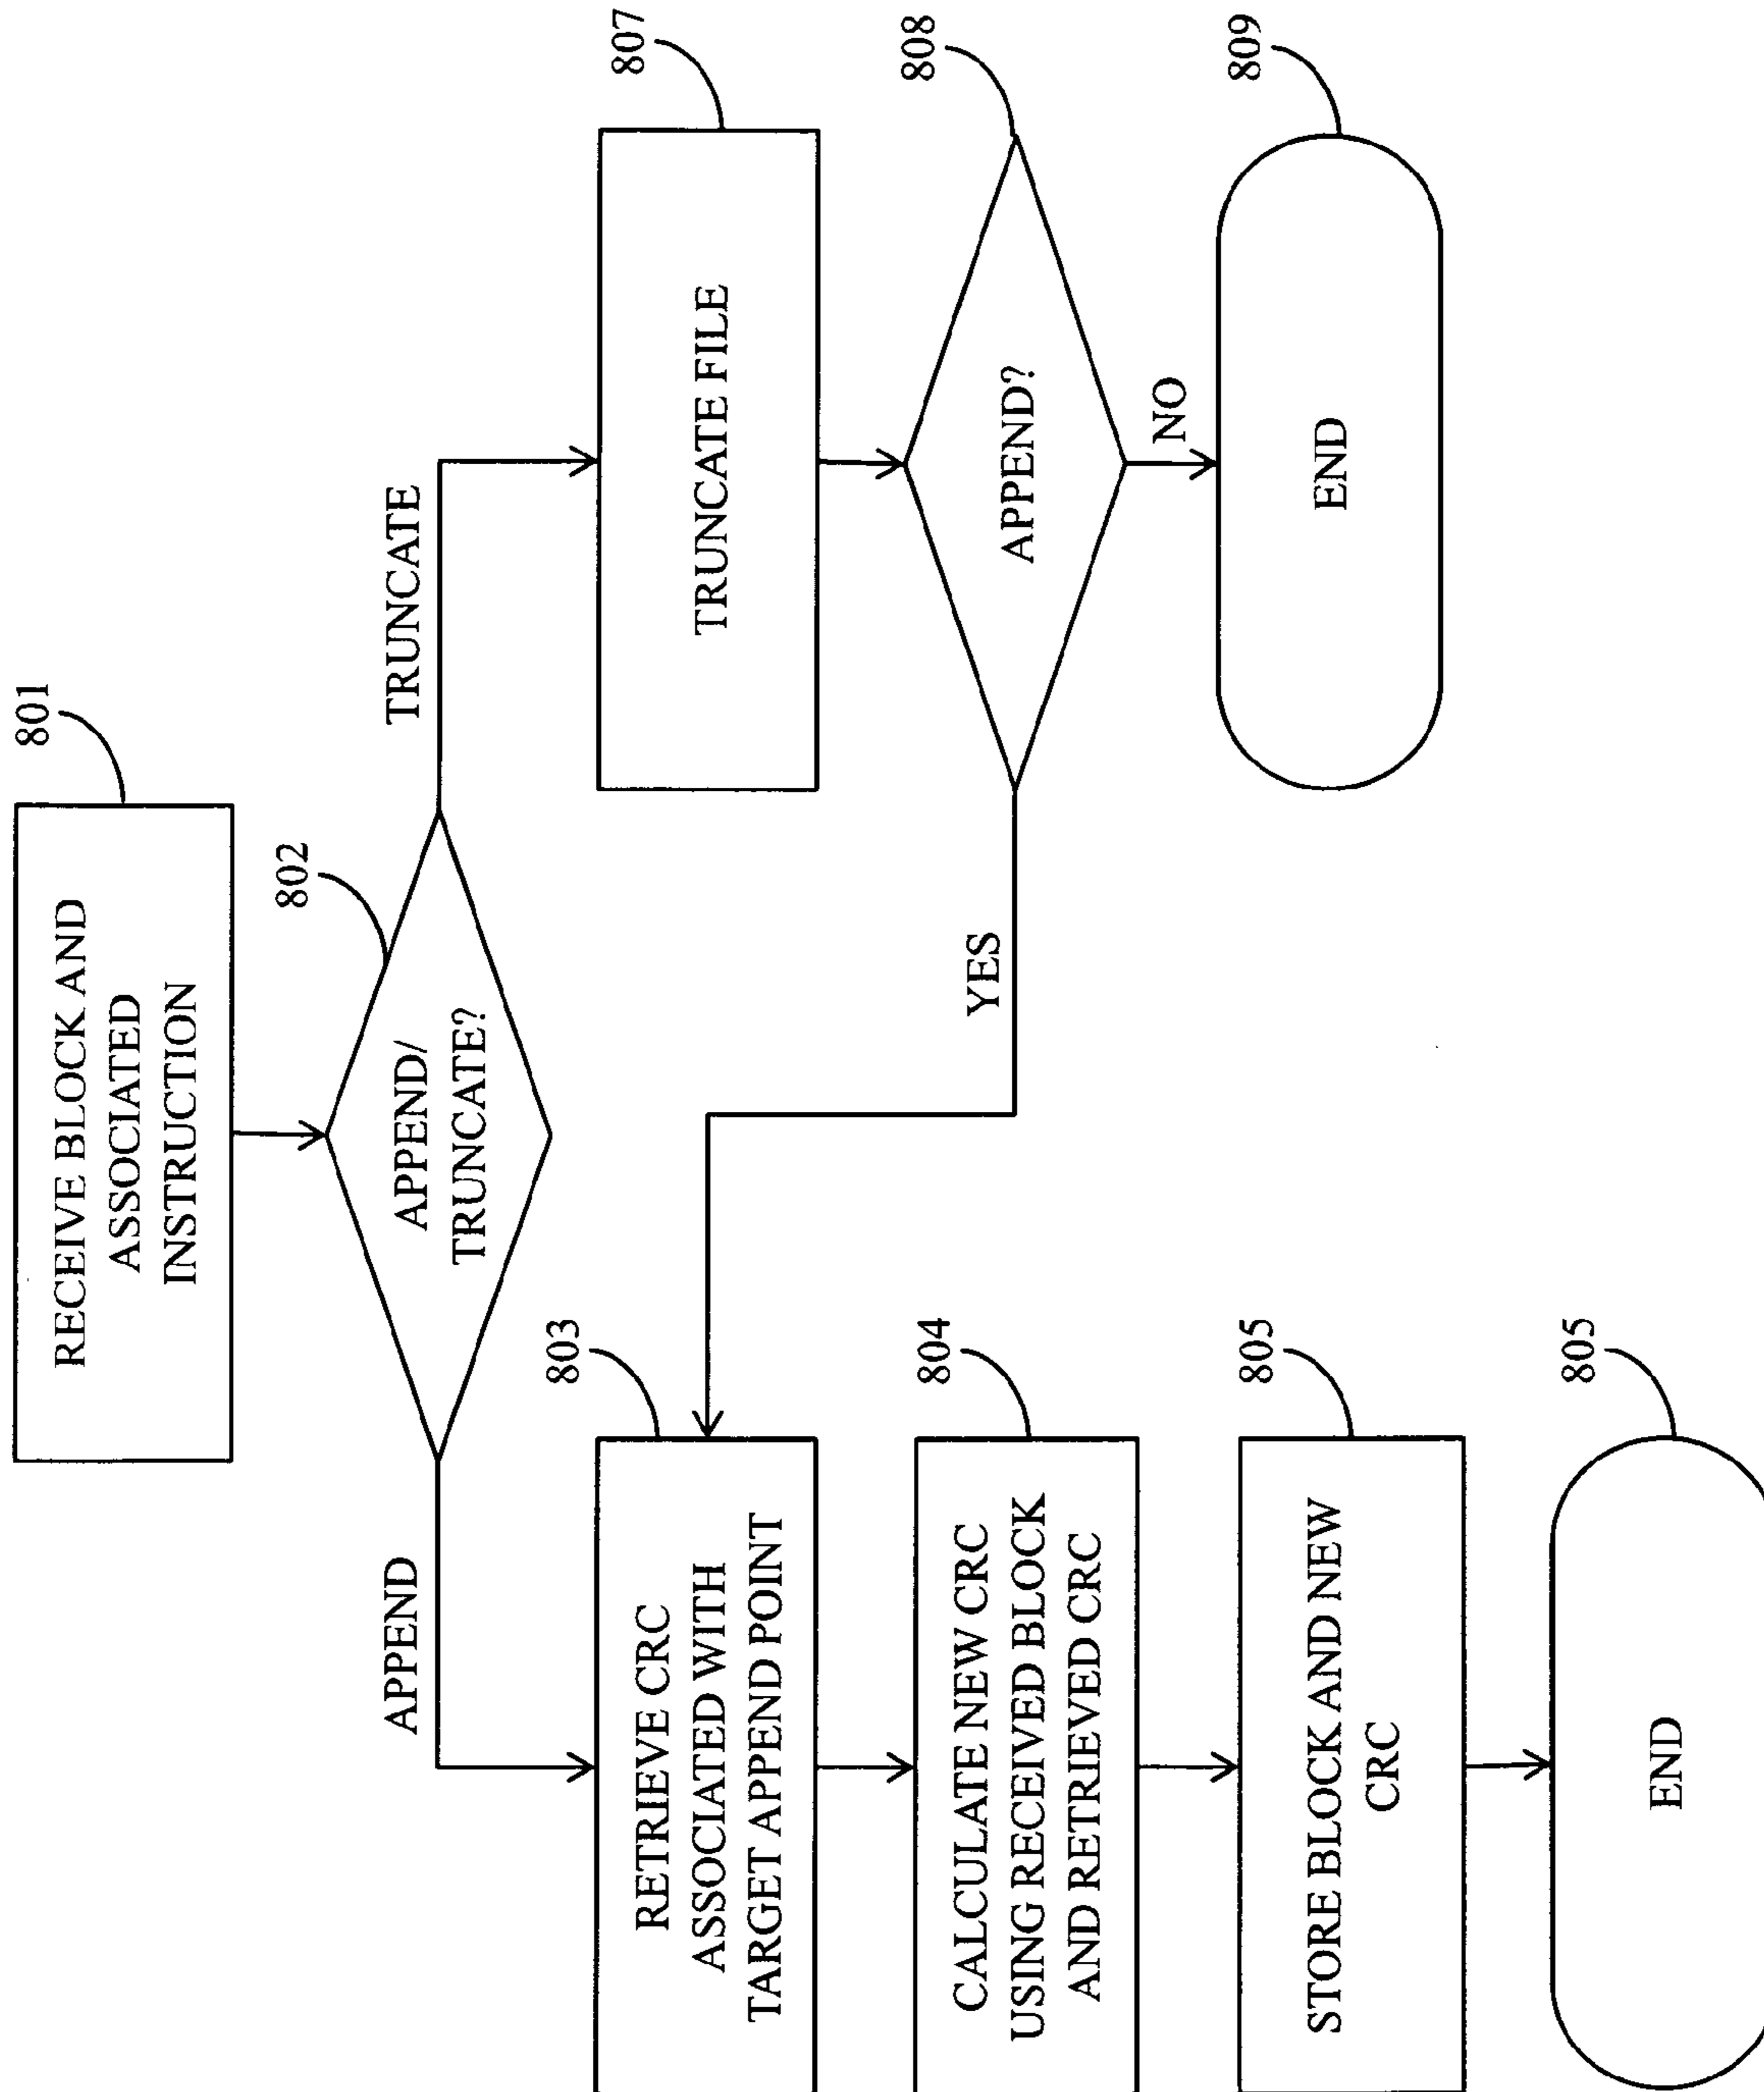 801
RECEIVE BLOCK AND
ASSOCIATED
INSTRUCTION
802
APPEND/
TRUNCATE?
APPEND
TRUNCATE
803
RETRIEVE CRC
ASSOCIATED WITH
TARGET APPEND POINT
807
TRUNCATE FILE
804
CALCULATE NEW CRC
USING RECEIVED BLOCK
AND RETRIEVED CRC
808
APPEND?
YES
NO
805
STORE BLOCK AND NEW
CRC
809
END
805
END